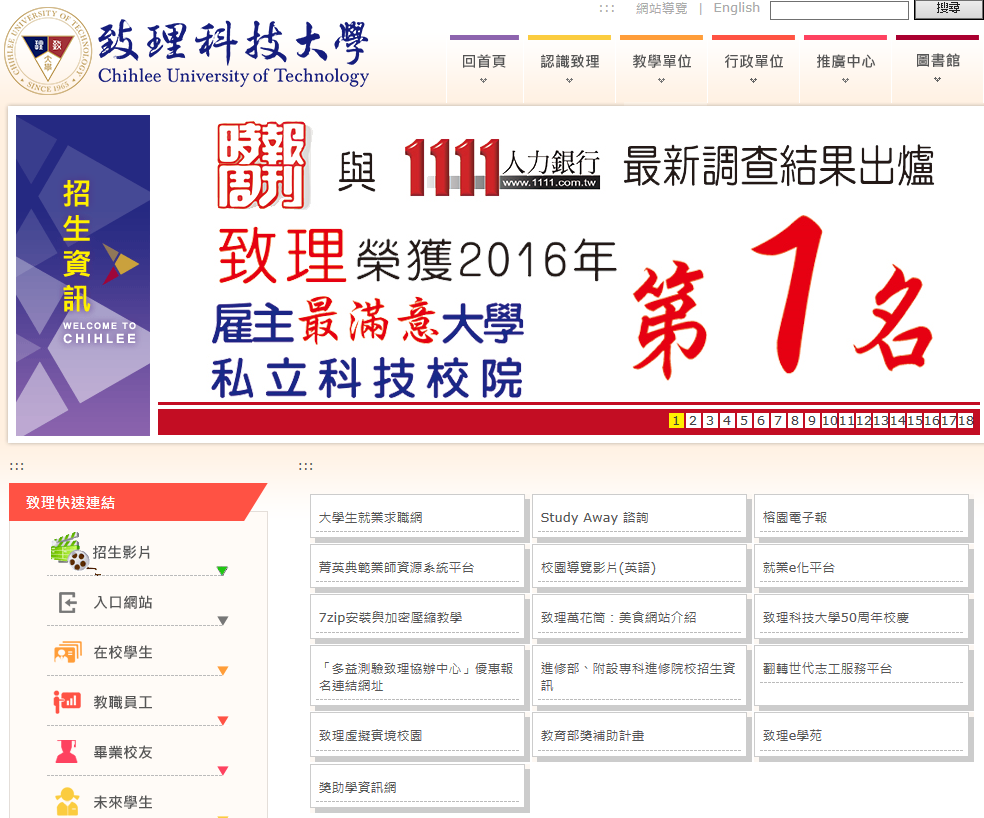 ::: 網站導覽 | English 搜尋
CHIHLEE UNIVERSITY OF TECHNOLOGY
致理
大學
SINCE 1965
致理科技大學
Chihlee University of Technology
回首頁 認識致理 教學單位 行政單位 推廣中心 圖書館
招生資訊
WELCOME TO
CHIHLEE
時報周刊 與 1111 人力銀行 最新調查結果出爐
www.1111.com.tw
致理榮獲2016年
雇主最滿意大學
私立科技校院
第1名
1 2 3 4 5 6 7 8 9 10 11 12 13 14 15 16 17 18
:::
致理快速連結
招生影片
入口網站
在校學生
教職員工
畢業校友
未來學生
:::
大學生就業求職網
Study Away 諮詢
榕園電子報
菁英典範業師資源系統平台
校園導覽影片(英語)
就業e化平台
7zip安裝與加密壓縮教學
致理萬花筒：美食網站介紹
致理科技大學50周年校慶
「多益測驗致理協辦中心」優惠報
名連結網址
進修部、附設專科進修院校招生資
訊
翻轉世代志工服務平台
致理虛擬實境校園
教育部獎補助計畫
致理e學苑
獎助學資訊網